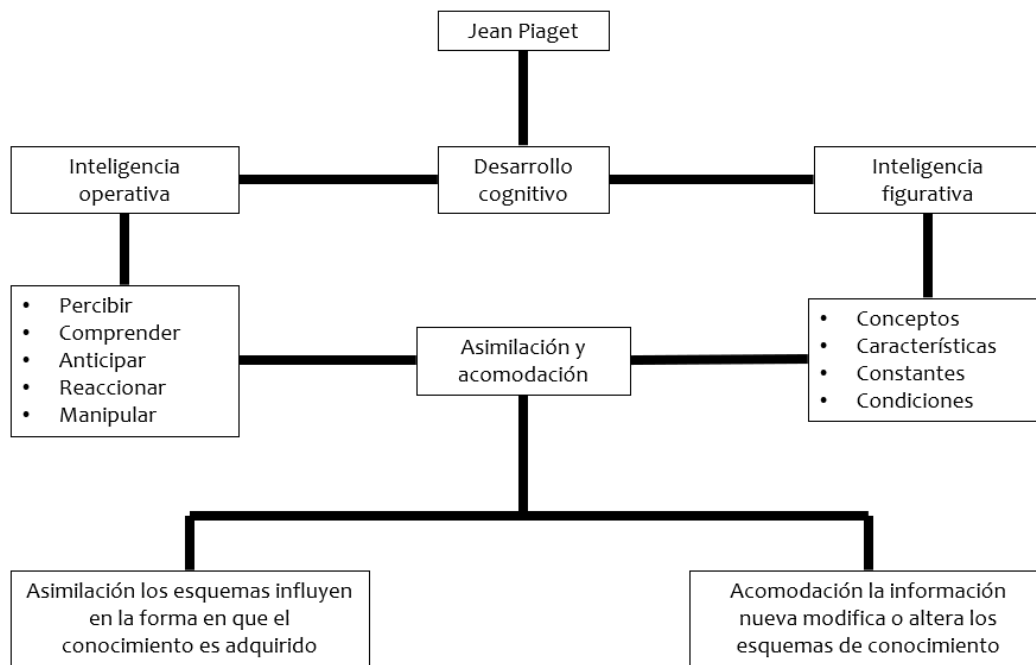 Jean Piaget
Inteligencia
operativa
Desarrollo
cognitivo
Inteligencia
figurativa
• Percibir
• Comprender
• Anticipar
• Reaccionar
• Manipular
Asimilación y
acomodación
• Conceptos
• Características
• Constantes
• Condiciones
Asimilación los esquemas influyen
en la forma en que el
conocimiento es adquirido
Acomodación la información
nueva modifica o altera los
esquemas de conocimiento